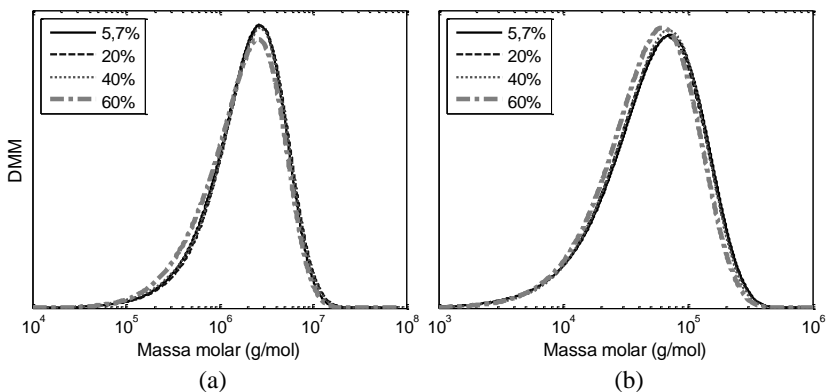 5,7%
20%
40%
60%
DMM
10^4 10^5 10^6 10^7 10^8
Massa molar (g/mol)
(a)
5,7%
20%
40%
60%
10^3 10^4 10^5 10^6
Massa molar (g/mol)
(b)